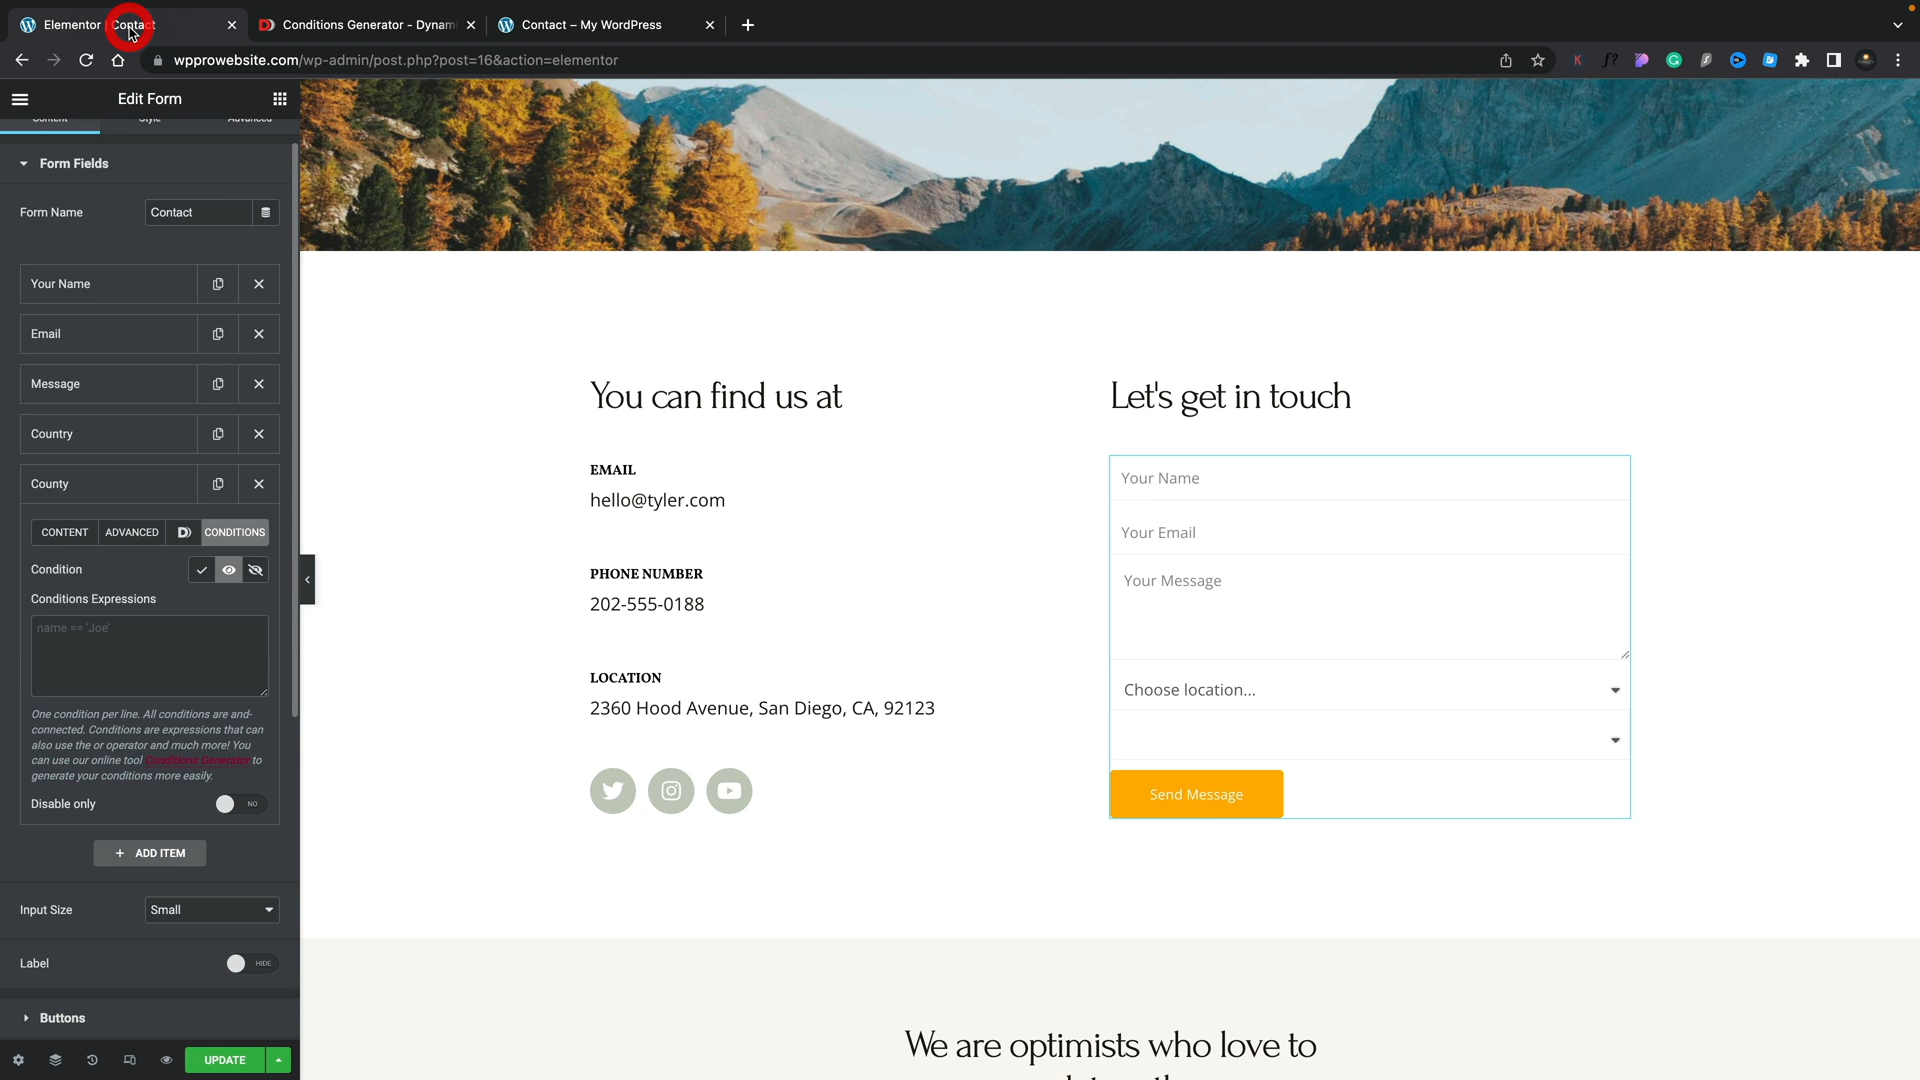 Elementor | Contact
Conditions Generator - Dynami
Contact – My WordPress
wpprowebsite.com/wp-admin/post.php?post=16&action=elementor
Edit Form
Content
Style
Advanced
Form Fields
Form Name
Contact
Your Name
Email
Message
Country
County
CONTENT
ADVANCED
CONDITIONS
Condition
Conditions Expressions
name == 'Joe'
One condition per line. All conditions are and-
connected. Conditions are expressions that can
also use the or operator and much more! You
can use our online tool Conditions Generator to
generate your conditions more easily.
Disable only
NO
+ ADD ITEM
Input Size
Small
Label
HIDE
Buttons
UPDATE
You can find us at
EMAIL
hello@tyler.com
PHONE NUMBER
202-555-0188
LOCATION
2360 Hood Avenue, San Diego, CA, 92123
Let's get in touch
Your Name
Your Email
Your Message
Choose location...
Send Message
We are optimists who love to